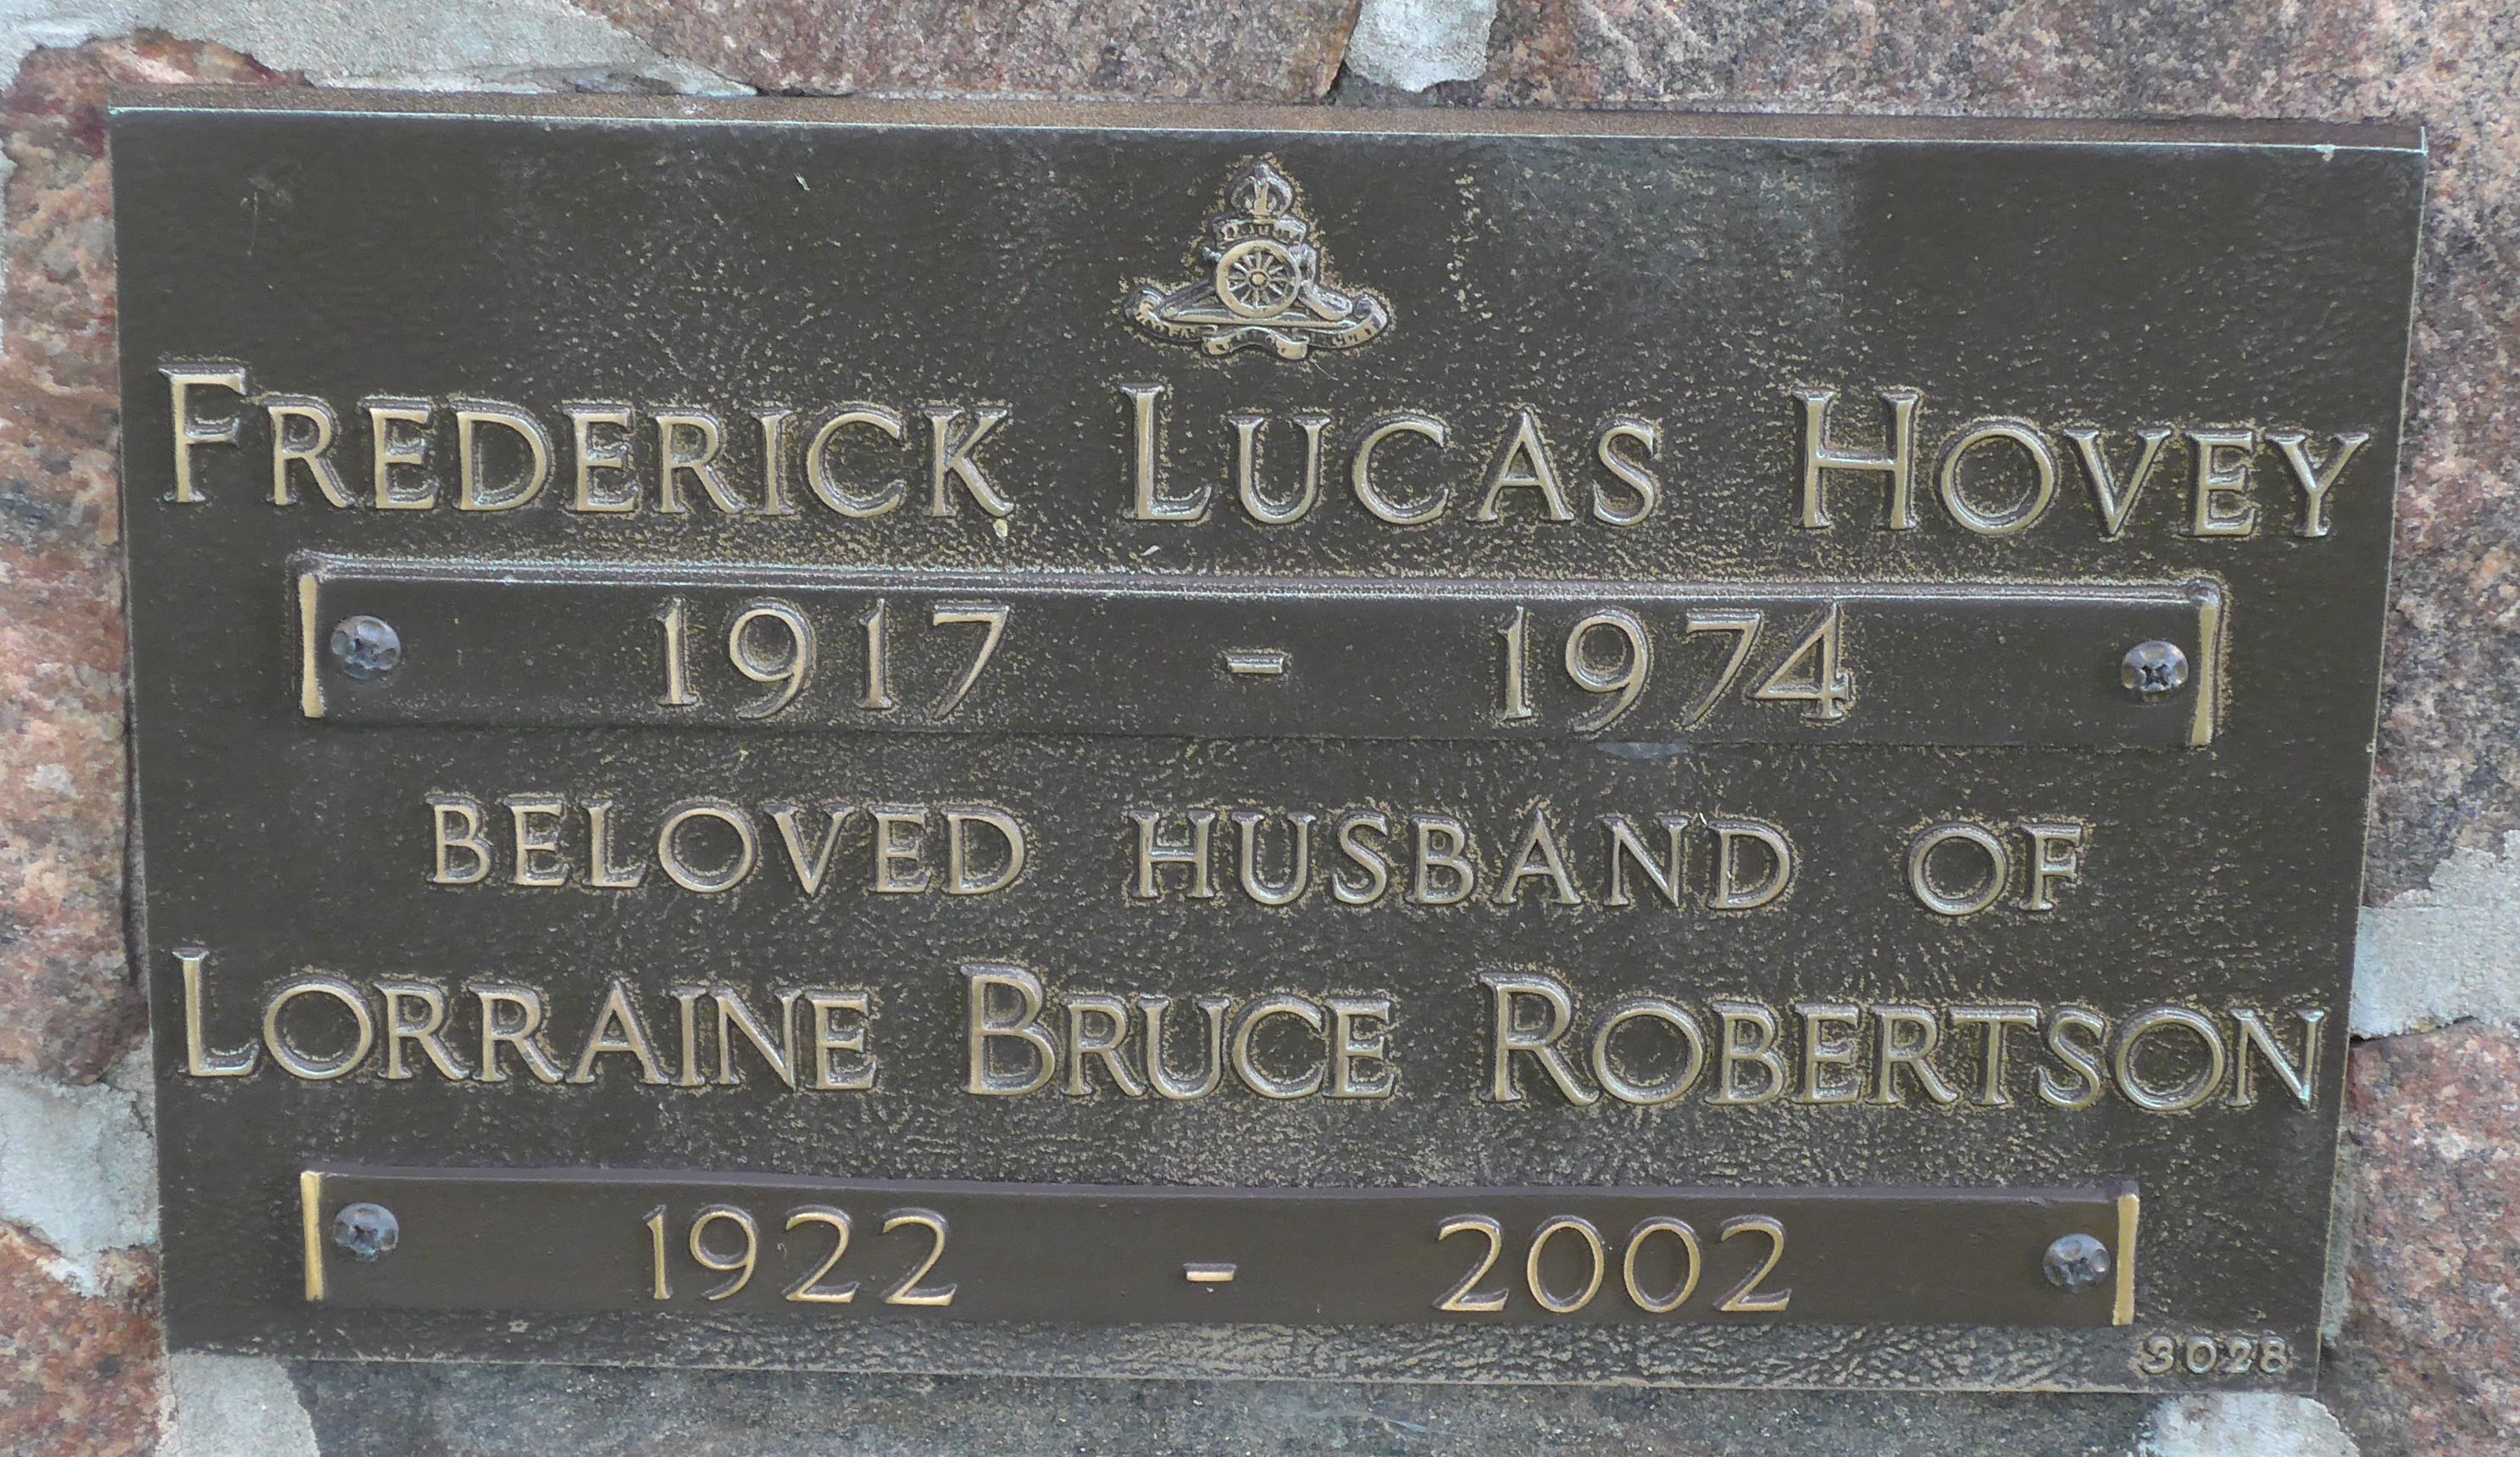 FREDERICK LUCAS HOVEY
1917 - 1974
BELOVED HUSBAND OF
LORRAINE BRUCE ROBERTSON
1922 - 2002
3028